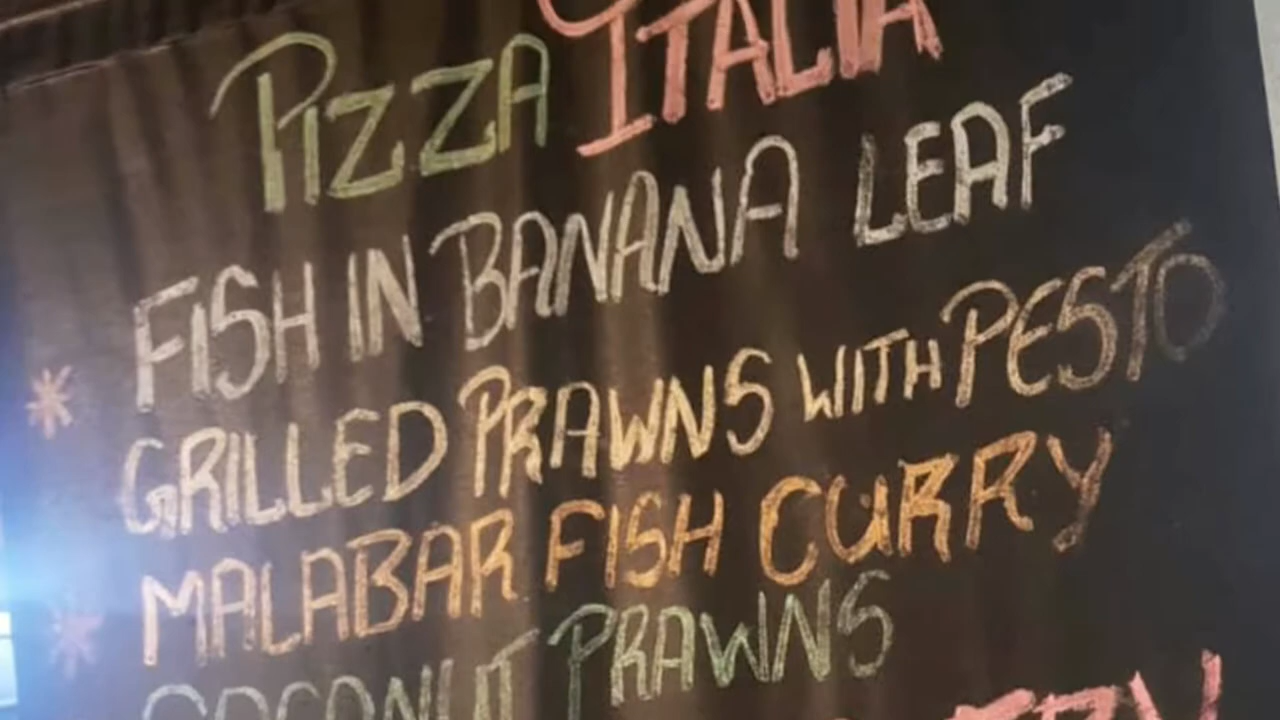 PIZZA ITALIA
FISH IN BANANA LEAF
GRILLED PRAWNS WITH PESTO
MALABAR FISH CURRY
COCONUT PRAWNS